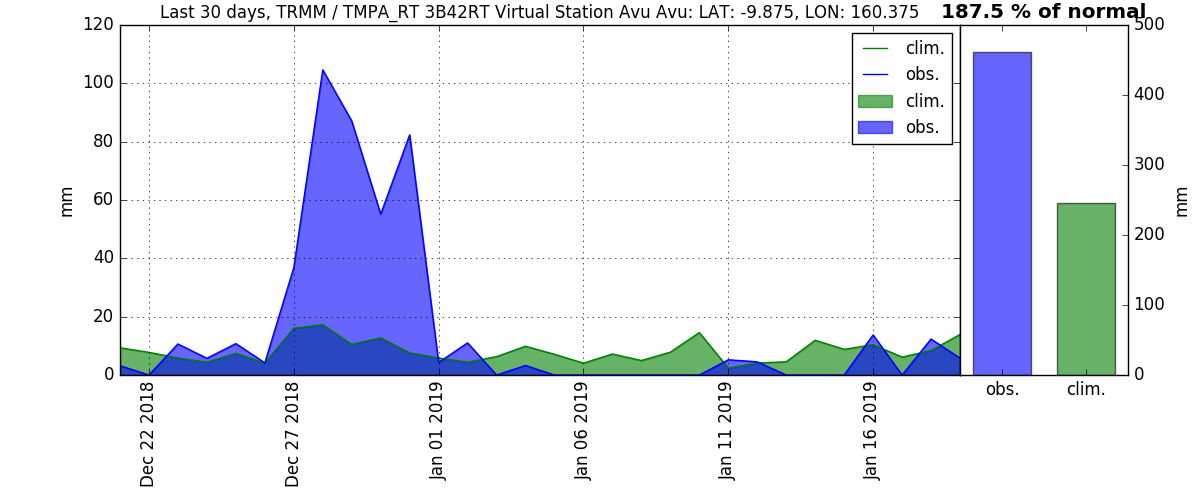 Last 30 days, TRMM / TMPA_RT 3B42RT Virtual Station Avu Avu: LAT: -9.875, LON: 160.375
187.5 % of normal
120
100
80
60
40
20
0
mm
clim.
obs.
clim.
obs.
Dec 22 2018
Dec 27 2018
Jan 01 2019
Jan 06 2019
Jan 11 2019
Jan 16 2019
500
400
300
200
100
0
mm
obs.
clim.